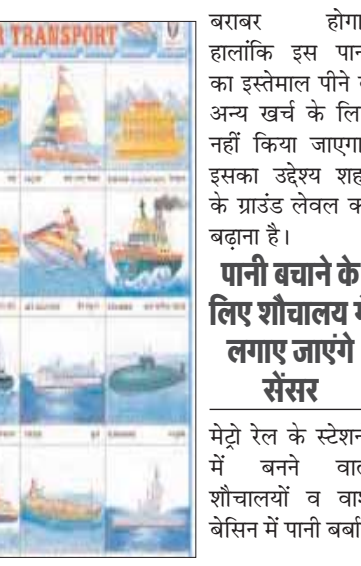 TRANSPORT
बराबर होगा
हालांकि इस पान
का इस्तेमाल पीने व
अन्य खर्च के लि
नहीं किया जाएगा
इसका उद्देश्य शह
के ग्राउंड लेवल क
बढ़ाना है।
पानी बचाने के
लिए शौचालय में
लगाए जाएंगे
सेंसर
मेट्रो रेल के स्टेशन
में बनने वाल
शौचालयों व वाश
बेसिन में पानी बर्बा